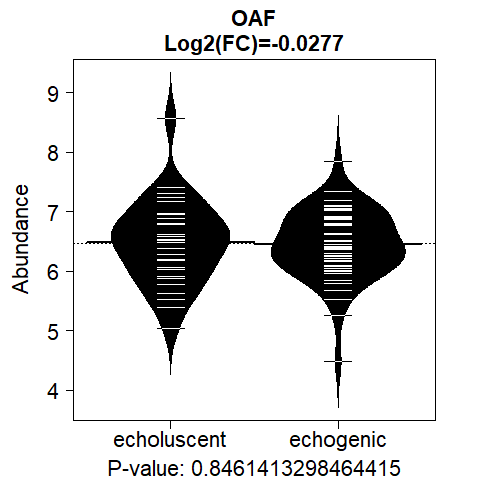 OAF
Log2(FC)=-0.0277
9
8
7
6
5
4
Abundance
echoluscent echogenic
P-value: 0.8461413298464415